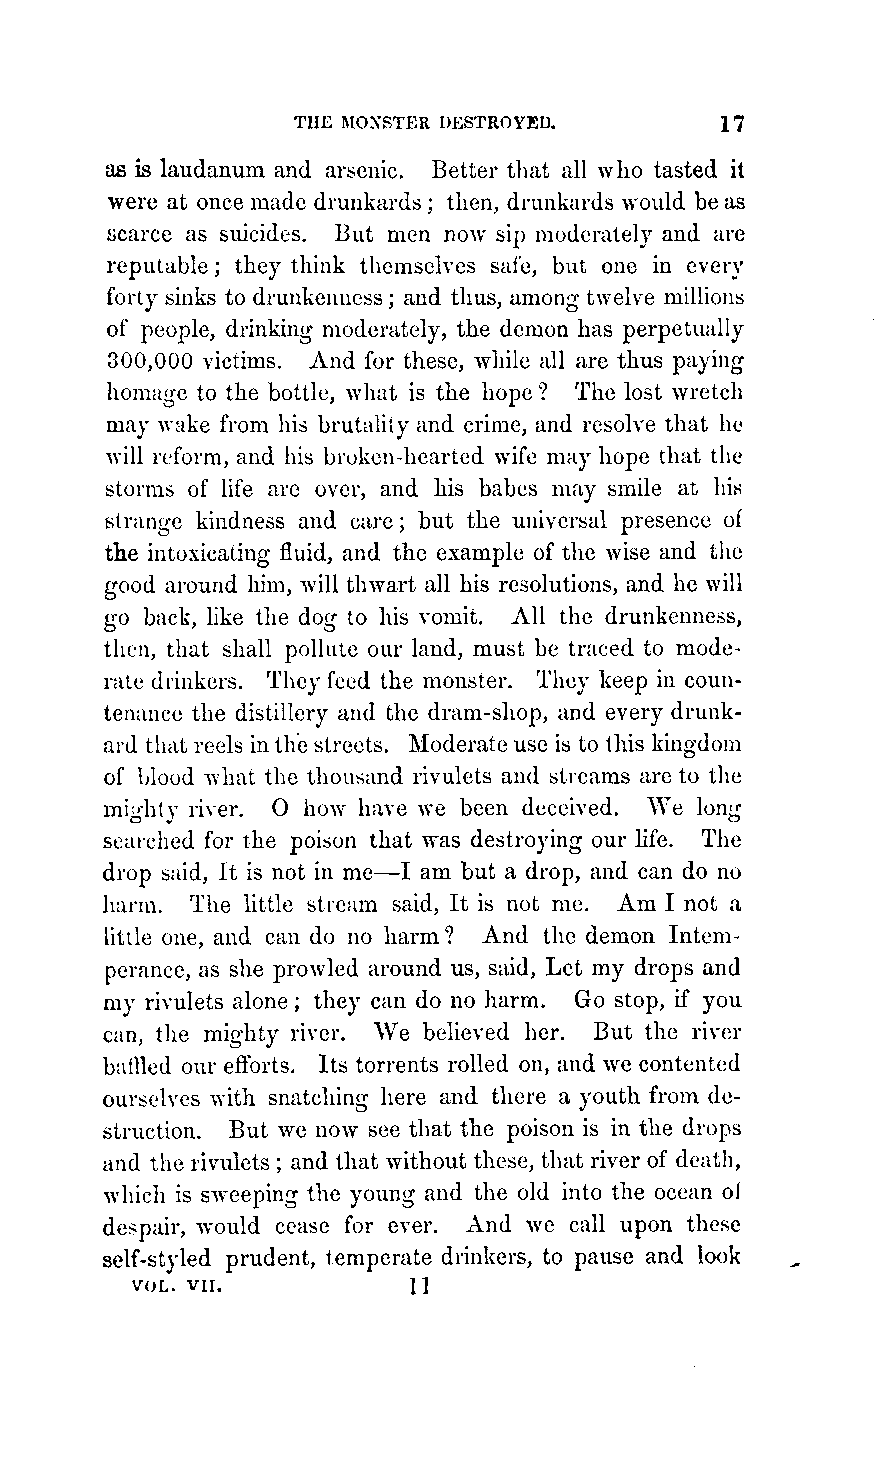 THE MONSTER DESTROYED. 17
as is laudanum and arsenic. Better that all who tasted it
were at once made drunkards; then, drunkards would be as
scarce as suicides. But men now sip moderately and are
reputable; they think themselves safe, but one in every
forty sinks to drunkenness; and thus, among twelve millions
of people, drinking moderately, the demon has perpetually
300,000 victims. And for these, while all are thus paying
homage to the bottle, what is the hope? The lost wretch
may wake from his brutality and crime, and resolve that he
will reform, and his broken-hearted wife may hope that the
storms of life are over, and his babes may smile at his
strange kindness and care; but the universal presence of
the intoxicating fluid, and the example of the wise and the
good around him, will thwart all his resolutions, and he will
go back, like the dog to his vomit. All the drunkenness,
then, that shall pollute our land, must be traced to mode-
rate drinkers. They feed the monster. They keep in coun-
tenance the distillery and the dram-shop, and every drunk-
ard that reels in the streets. Moderate use is to this kingdom
of blood what the thousand rivulets and streams are to the
mighty river. O how have we been deceived. We long
searched for the poison that was destroying our life. The
drop said, It is not in me—I am but a drop, and can do no
harm. The little stream said, It is not me. Am I not a
little one, and can do no harm? And the demon Intem-
perance, as she prowled around us, said, Let my drops and
my rivulets alone; they can do no harm. Go stop, if you
can, the mighty river. We believed her. But the river
baffled our efforts. Its torrents rolled on, and we contented
ourselves with snatching here and there a youth from de-
struction. But we now see that the poison is in the drops
and the rivulets; and that without these, that river of death,
which is sweeping the young and the old into the ocean of
despair, would cease for ever. And we call upon these
self-styled prudent, temperate drinkers, to pause and look
VOL. VII. 11